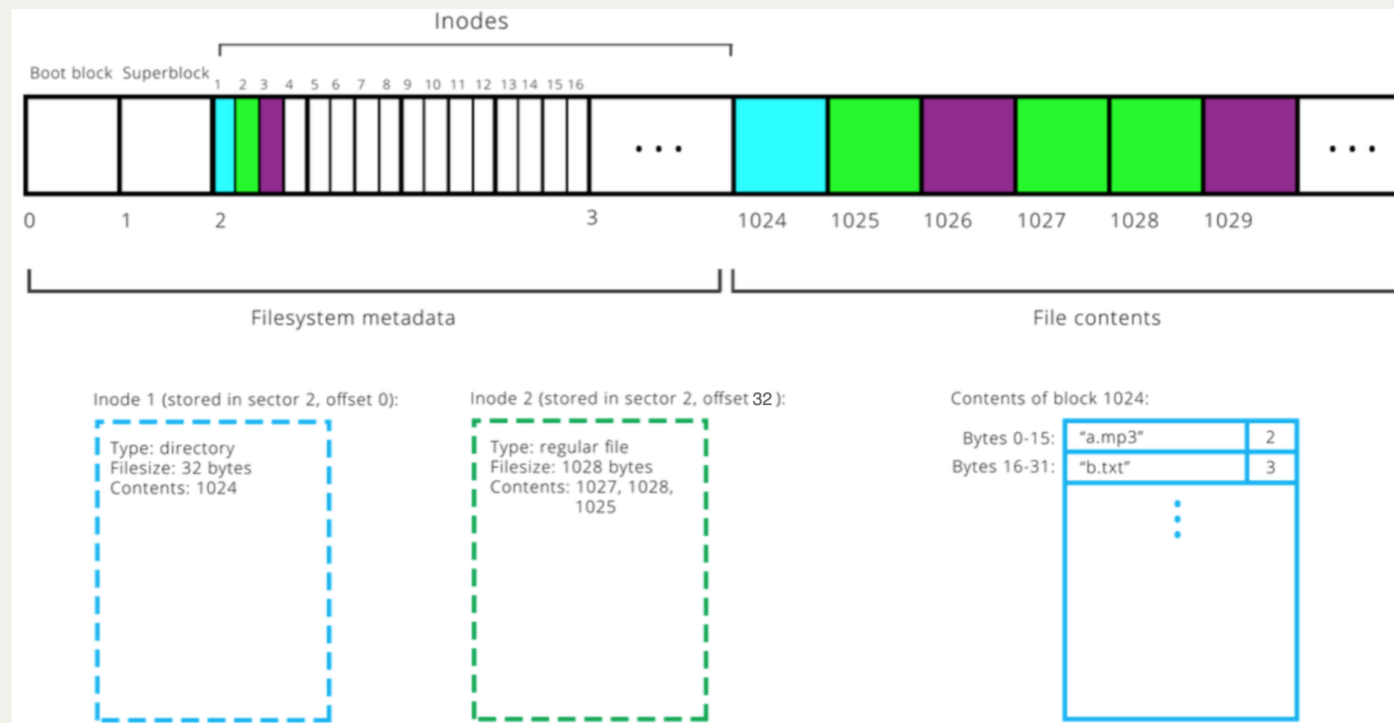 Inodes
Boot block Superblock
1 2 3 4 5 6 7 8 9 10 11 12 13 14 15 16
0 1 2 3 1024 1025 1026 1027 1028 1029
Filesystem metadata
File contents
Inode 1 (stored in sector 2, offset 0):
Type: directory
Filesize: 32 bytes
Contents: 1024
Inode 2 (stored in sector 2, offset 32):
Type: regular file
Filesize: 1028 bytes
Contents: 1027, 1028,
1025
Contents of block 1024:
Bytes 0-15: "a.mp3" 2
Bytes 16-31: "b.txt" 3